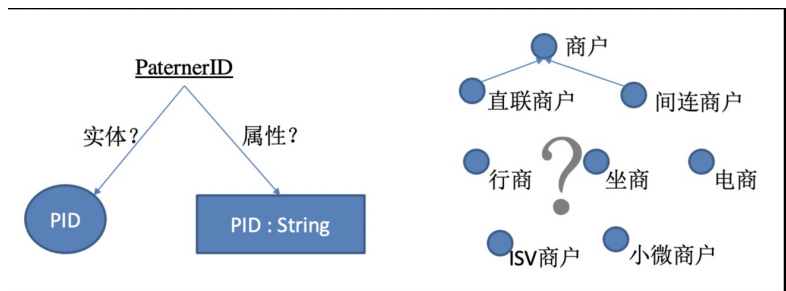 PaternerID
实体？
属性？
PID
PID : String
商户
直联商户
间连商户
行商
?
坐商
电商
ISV商户
小微商户